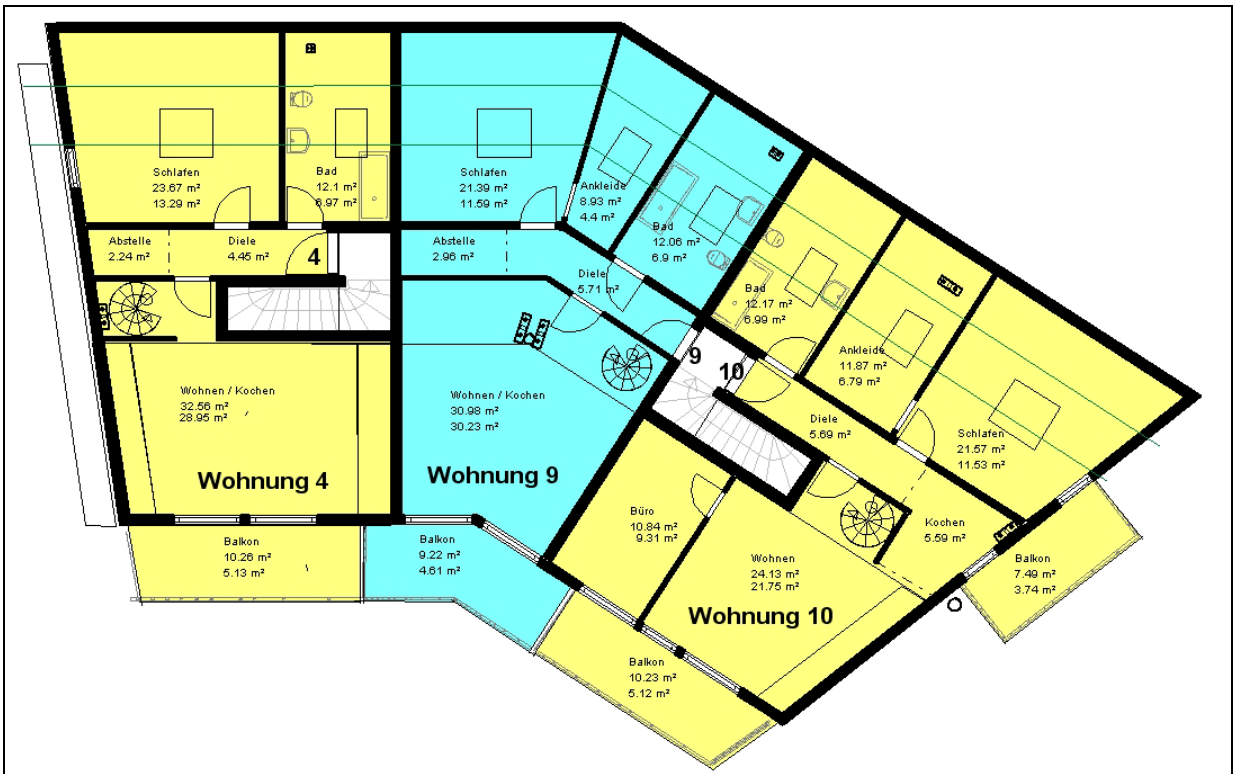 Schlafen
23.67 m²
13.29 m²
Bad
12.1 m²
6.97 m²
Abstelle
2.24 m²
Diele
4.45 m²
4
Wohnen / Kochen
32.56 m²
28.95 m²
Wohnung 4
Balkon
10.26 m²
5.13 m²
Schlafen
21.39 m²
11.59 m²
Ankleide
8.93 m²
4.4 m²
Bad
12.06 m²
6.9 m²
Abstelle
2.96 m²
Diele
5.71 m²
9
Wohnen / Kochen
30.98 m²
30.23 m²
Wohnung 9
Balkon
9.22 m²
4.61 m²
10
Bad
12.17 m²
6.99 m²
Ankleide
11.87 m²
6.79 m²
Schlafen
21.57 m²
11.53 m²
Diele
5.69 m²
Büro
10.84 m²
9.31 m²
Kochen
5.59 m²
Wohnen
24.13 m²
21.75 m²
Wohnung 10
Balkon
7.49 m²
3.74 m²
Balkon
10.23 m²
5.12 m²